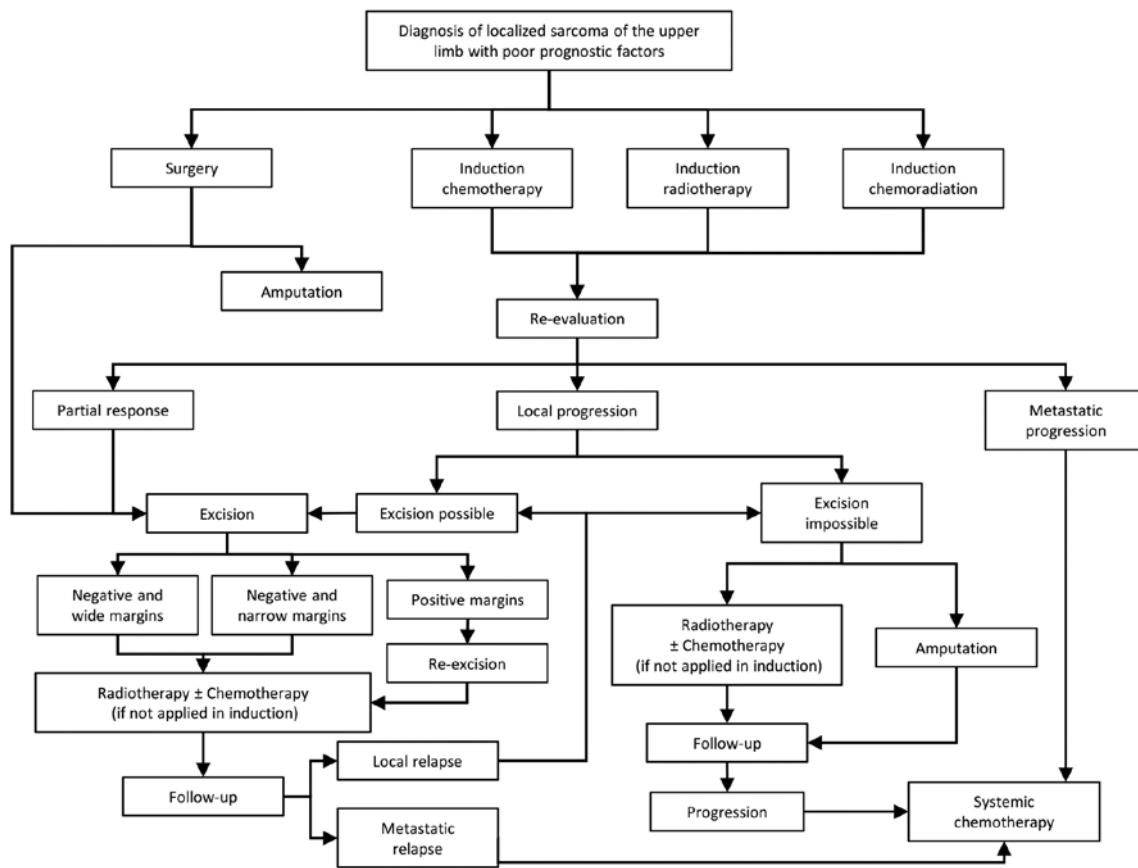 Diagnosis of localized sarcoma of the upper
limb with poor prognostic factors
Surgery
Induction
chemotherapy
Induction
radiotherapy
Induction
chemoradiation
Amputation
Re-evaluation
Partial response
Local progression
Metastatic
progression
Excision
Excision possible
Excision
impossible
Negative and
wide margins
Negative and
narrow margins
Positive margins
Re-excision
Radiotherapy
± Chemotherapy
(if not applied in induction)
Amputation
Radiotherapy ± Chemotherapy
(if not applied in induction)
Follow-up
Local relapse
Metastatic
relapse
Follow-up
Progression
Systemic
chemotherapy